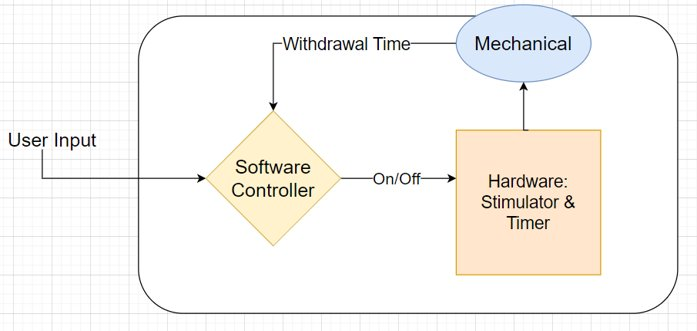 Withdrawal Time
Mechanical
User Input
Software
Controller
On/Off
Hardware:
Stimulator &
Timer